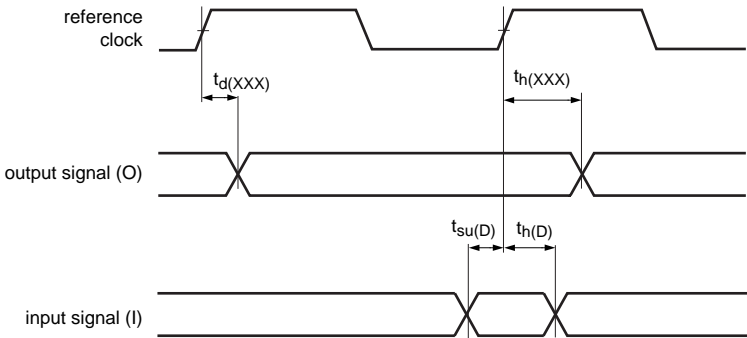 reference
clock
td(XXX)
th(XXX)
output signal (O)
tsu(D)
th(D)
input signal (I)